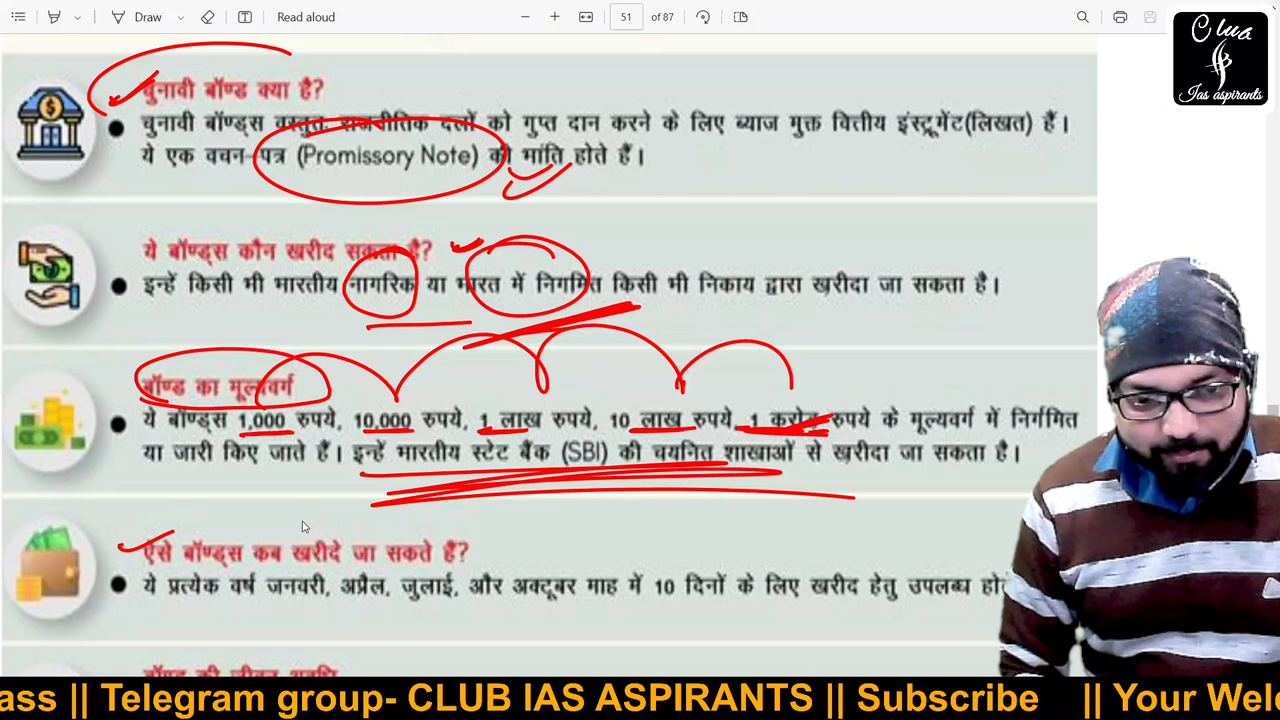 Draw
Read aloud
51
of 87
Clua
Ias aspirants
चुनावी बॉण्ड क्या है?
चुनावी बॉण्ड्स वस्तुतः राजनीतिक दलों को गुप्त दान करने के लिए ब्याज मुक्त वित्तीय इंस्ट्रूमेंट(लिखत) हैं।
ये एक वचन-पत्र (Promissory Note) की भांति होते हैं।
ये बॉण्ड्स कौन खरीद सकता है?
इन्हें किसी भी भारतीय नागरिक या भारत में निगमित किसी भी निकाय द्वारा खरीदा जा सकता है।
बॉण्ड का मूल्यवर्ग
ये बॉण्ड्स 1,000 रुपये, 10,000 रुपये, 1 लाख रुपये, 10 लाख रुपये, 1 करोड़ रुपये के मूल्यवर्ग में निर्गमित
या जारी किए जाते हैं। इन्हें भारतीय स्टेट बैंक (SBI) की चयनित शाखाओं से खरीदा जा सकता है।
ऐसे बॉण्ड्स कब खरीदे जा सकते हैं?
ये प्रत्येक वर्ष जनवरी, अप्रैल, जुलाई, और अक्टूबर माह में 10 दिनों के लिए खरीद हेतु उपलब्ध
ass || Telegram group- CLUB IAS ASPIRANTS || Subscribe || Your Wel